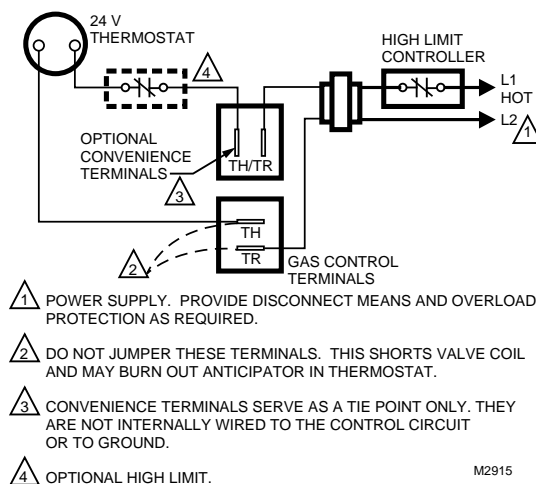 24 V
THERMOSTAT
4
HIGH LIMIT
CONTROLLER
L1
HOT
L2
1
OPTIONAL
CONVENIENCE
TERMINALS
3
TH/TR
TH
TR
2
GAS CONTROL
TERMINALS
1 POWER SUPPLY. PROVIDE DISCONNECT MEANS AND OVERLOAD
PROTECTION AS REQUIRED.
2 DO NOT JUMPER THESE TERMINALS. THIS SHORTS VALVE COIL
AND MAY BURN OUT ANTICIPATOR IN THERMOSTAT.
3 CONVENIENCE TERMINALS SERVE AS A TIE POINT ONLY. THEY
ARE NOT INTERNALLY WIRED TO THE CONTROL CIRCUIT
OR TO GROUND.
4 OPTIONAL HIGH LIMIT.
M2915